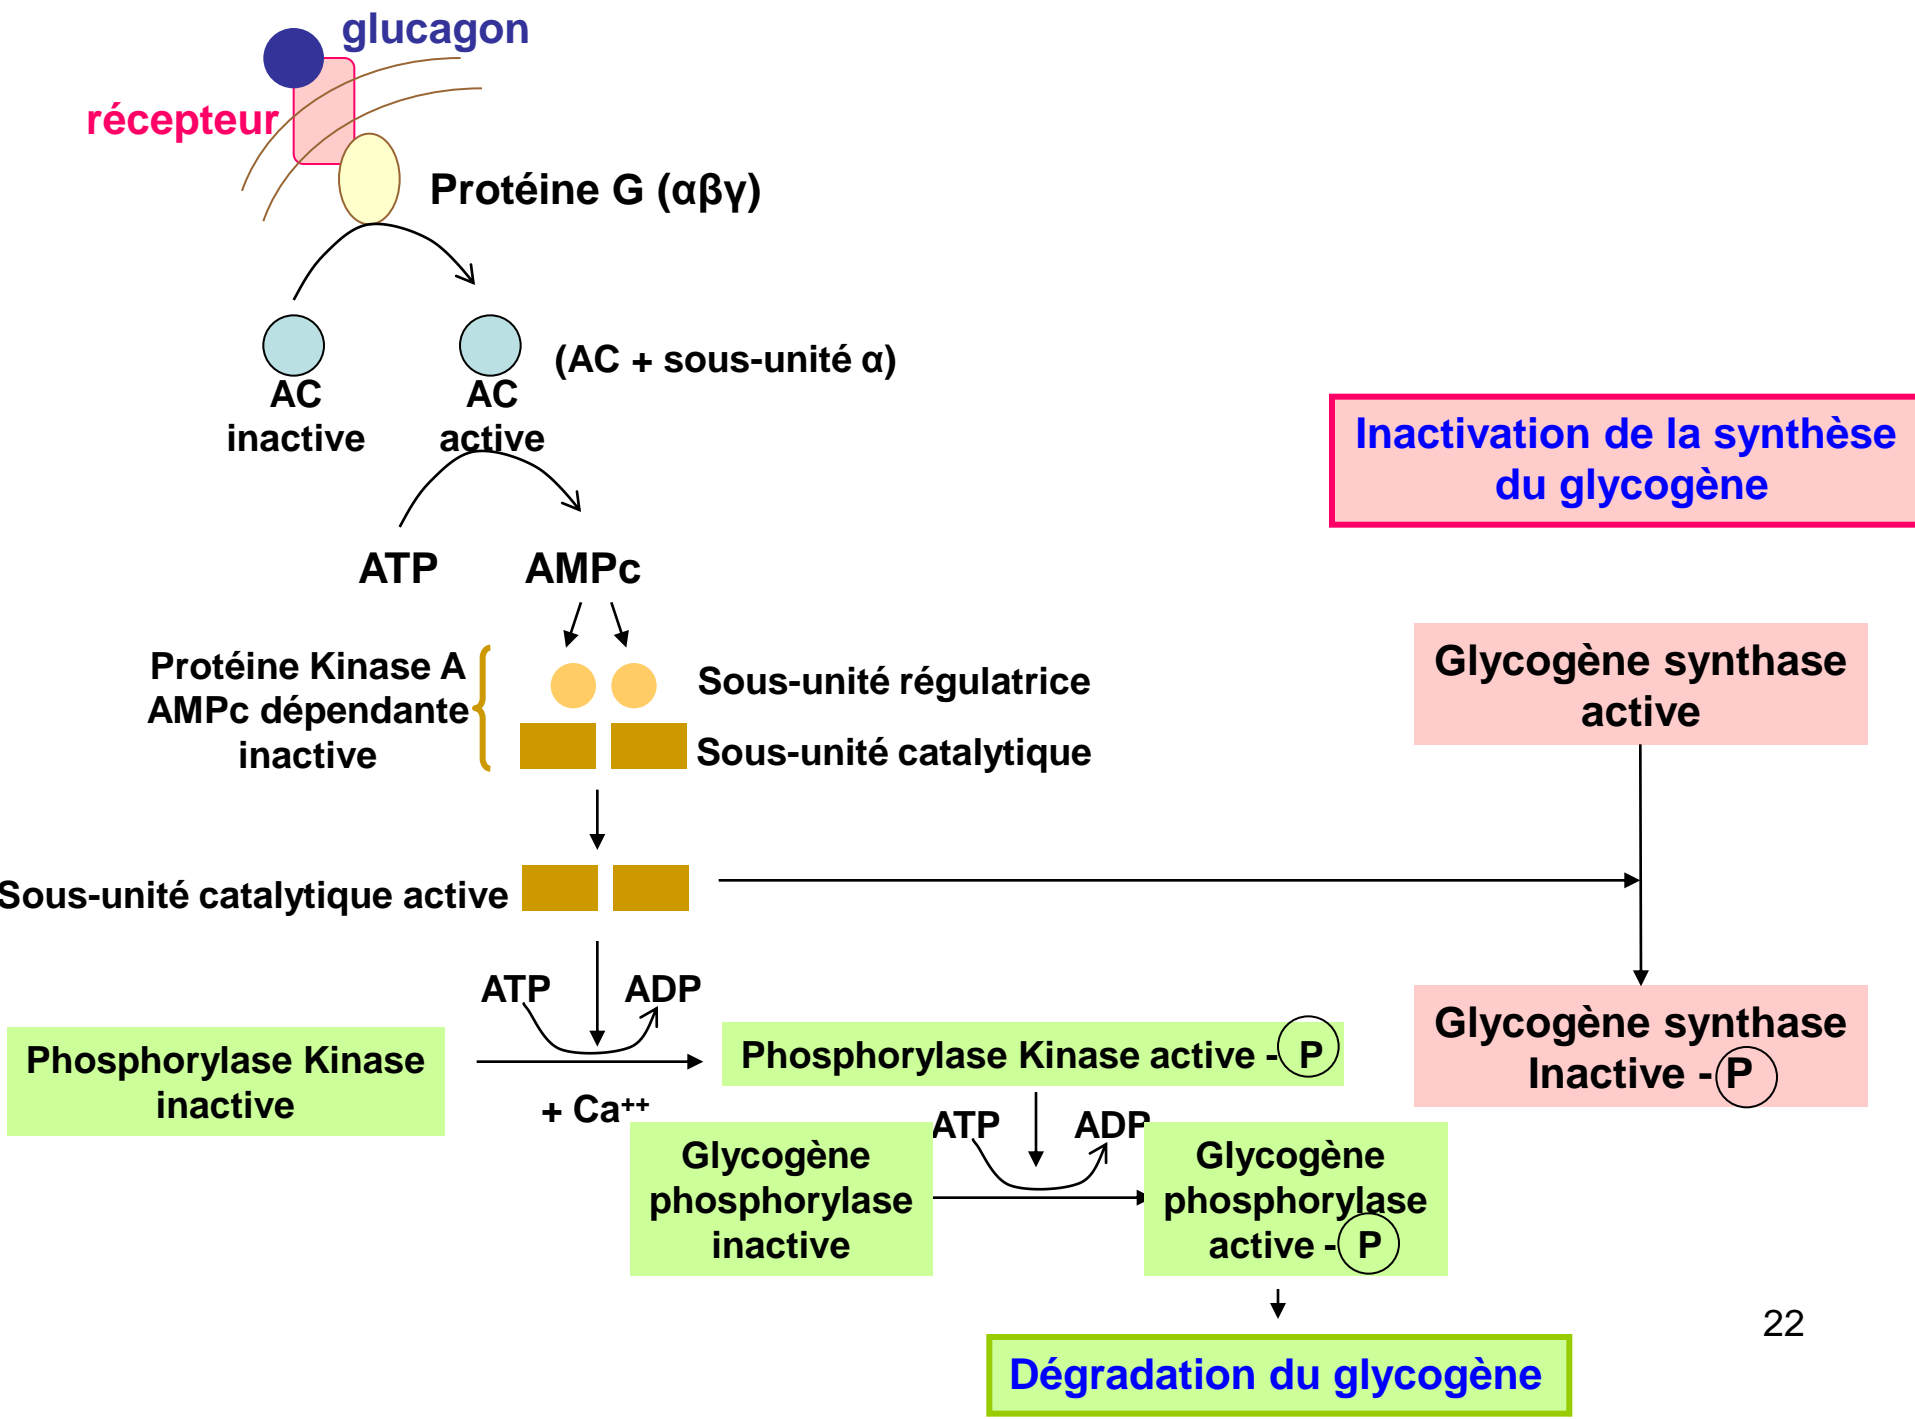 glucagon
récepteur
Protéine G (αβγ)
(AC + sous-unité α)
AC
inactive
AC
active
Inactivation de la synthèse
du glycogène
ATP
AMPc
Protéine Kinase A
AMPc dépendante
inactive
Sous-unité régulatrice
Sous-unité catalytique
Glycogène synthase
active
Sous-unité catalytique active
ATP
ADP
Phosphorylase Kinase
inactive
+ Ca⁺⁺
Phosphorylase Kinase active - P
Glycogène synthase
Inactive - P
ATP
ADP
Glycogène
phosphorylase
inactive
Glycogène
phosphorylase
active - P
22
Dégradation du glycogène